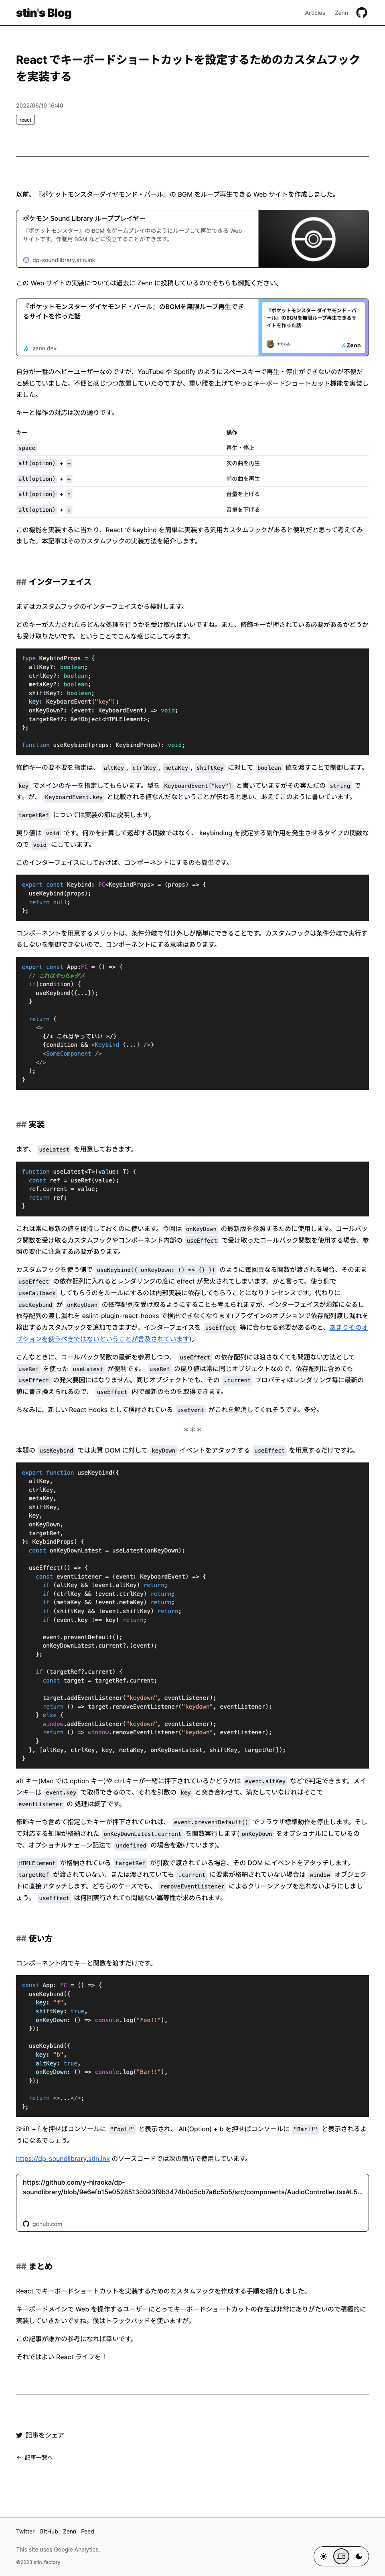 stin's Blog
Articles
Zenn
React でキーボードショートカットを設定するためのカスタムフック
を実装する
2022/06/19 16:40
react
以前、『ポケットモンスターダイヤモンド・パール』の BGM をループ再生できる Web サイトを作成しました。
ポケモン Sound Library ループプレイヤー
『ポケットモンスター』の BGM をゲームプレイ中のようにループして再生できる Web
サイトです。作業用 BGM などに役立てることができます。
dp-soundlibrary.stin.ink
この Web サイトの実装については過去に Zenn に投稿しているのでそちらも御覧ください。
『ポケットモンスター ダイヤモンド・パール』のBGMを無限ループ再生でき
るサイトを作った話
zenn.dev
『ポケットモンスター ダイヤモンド・パ
ール』のBGMを無限ループ再生できるサ
イトを作った話
すてぃん
Zenn
自分が一番のヘビーユーザーなのですが、YouTube や Spotify のようにスペースキーで再生・停止ができないのが不便だ
と感じていました。不便と感じつつ放置していたのですが、重い腰を上げてやっとキーボードショートカット機能を実装し
ました。
キーと操作の対応は次の通りです。
キー 操作
space 再生・停止
alt(option) + → 次の曲を再生
alt(option) + ← 前の曲を再生
alt(option) + ↑ 音量を上げる
alt(option) + ↓ 音量を下げる
この機能を実装するに当たり、React で keybind を簡単に実装する汎用カスタムフックがあると便利だと思って考えてみ
ました。本記事はそのカスタムフックの実装方法を紹介します。
## インターフェイス
まずはカスタムフックのインターフェイスから検討します。
どのキーが入力されたらどんな処理を行うかを受け取ればいいですね。また、修飾キーが押されている必要があるかどうか
も受け取りたいです。ということでこんな感じにしてみます。
type KeybindProps = {
altKey?: boolean;
ctrlKey?: boolean;
metaKey?: boolean;
shiftKey?: boolean;
key: KeyboardEvent["key"];
onKeyDown?: (event: KeyboardEvent) => void;
targetRef?: RefObject<HTMLElement>;
};
function useKeybind(props: KeybindProps): void;
修飾キーの要不要を指定は、 altKey , ctrlKey , metaKey , shiftKey に対して boolean 値を渡すことで制御します。
key でメインのキーを指定してもらいます。型を KeyboardEvent["key"] と書いていますがその実だたの string で
す。が、 KeyboardEvent.key と比較される値なんだなということが伝わると思い、あえてこのように書いています。
targetRef については実装の節に説明します。
戻り値は void です。何かを計算して返却する関数ではなく、 keybinding を設定する副作用を発生させるタイプの関数な
ので void にしています。
このインターフェイスにしておけば、コンポーネントにするのも簡単です。
export const Keybind: FC<KeybindProps> = (props) => {
useKeybind(props);
return null;
};
コンポーネントを用意するメリットは、条件分岐で付け外しが簡単にできることです。カスタムフックは条件分岐で実行す
るしないを制御できないので、コンポーネントにする意味はあります。
export const App:FC = () => {
// これはやっちゃダメ
if(condition) {
useKeybind({...});
}
return (
<>
{/* これはやっていい */}
{condition && <Keybind {...} />}
<SomeComponent />
</>
);
}
## 実装
まず、 useLatest を用意しておきます。
function useLatest<T>(value: T) {
const ref = useRef(value);
ref.current = value;
return ref;
}
これは常に最新の値を保持しておくのに使います。今回は onKeyDown の最新版を参照するために使用します。コールバッ
ク関数を受け取るカスタムフックやコンポーネント内部の useEffect で受け取ったコールバック関数を使用する場合、参
照の変化に注意する必要があります。
カスタムフックを使う側で useKeybind({ onKeyDown: () => {} }) のように毎回異なる関数が渡される場合、そのまま
useEffect の依存配列に入れるとレンダリングの度に effect が発火されてしまいます。かと言って、使う側で
useCallback してもらうのをルールにするのは内部実装に依存してもらうことになりナンセンスです。代わりに
useKeybind が onKeyDown の依存配列を受け取るようにすることも考えられますが、インターフェイスが煩雑になるし
依存配列の渡し漏れを eslint-plugin-react-hooks で検出できなくなります(プラグインのオプションで依存配列渡し漏れを
検出するカスタムフックを追加できますが、インターフェイスを useEffect 等に合わせる必要があるのと、あまりそのオ
プションを使うべきではないということが言及されています)。
こんなときに、コールバック関数の最新を参照しつつ、 useEffect の依存配列には渡さなくても問題ない方法として
useRef を使った useLatest が便利です。 useRef の戻り値は常に同じオブジェクトなので、依存配列に含めても
useEffect の発火要因にはなりません。同じオブジェクトでも、その .current プロパティはレンダリング毎に最新の
値に書き換えられるので、 useEffect 内で最新のものを取得できます。
ちなみに、新しい React Hooks として検討されている useEvent がこれを解消してくれそうです。多分。
＊＊＊
本題の useKeybind では実質 DOM に対して keyDown イベントをアタッチする useEffect を用意するだけですね。
export function useKeybind({
altKey,
ctrlKey,
metaKey,
shiftKey,
key,
onKeyDown,
targetRef,
}: KeybindProps) {
const onKeyDownLatest = useLatest(onKeyDown);
useEffect(() => {
const eventListener = (event: KeyboardEvent) => {
if (altKey && !event.altKey) return;
if (ctrlKey && !event.ctrlKey) return;
if (metaKey && !event.metaKey) return;
if (shiftKey && !event.shiftKey) return;
if (event.key !== key) return;
event.preventDefault();
onKeyDownLatest.current?.(event);
};
if (targetRef?.current) {
const target = targetRef.current;
target.addEventListener("keydown", eventListener);
return () => target.removeEventListener("keydown", eventListener);
} else {
window.addEventListener("keydown", eventListener);
return () => window.removeEventListener("keydown", eventListener);
}
}, [altKey, ctrlKey, key, metaKey, onKeyDownLatest, shiftKey, targetRef]);
}
alt キー(Mac では option キー)や ctrl キーが一緒に押下されているかどうかは event.altKey などで判定できます。メイ
ンキーは event.key で取得できるので、それを引数の key と突き合わせて、満たしていなければそこで
eventListener の 処理は終了です。
修飾キーも含めて指定したキーが押下されていれば、 event.preventDefault() でブラウザ標準動作を停止します。そし
て対応する処理が格納された onKeyDownLatest.current を関数実行します( onKeyDown をオプショナルにしているの
で、オプショナルチェーン記法で undefined の場合を避けています)。
HTMLElement が格納されている targetRef が引数で渡されている場合、その DOM にイベントをアタッチします。
targetRef が渡されていない、または渡されていても .current に要素が格納されていない場合は window オブジェク
トに直接アタッチします。どちらのケースでも、 removeEventListener によるクリーンアップを忘れないようにしましし
ょう。 useEffect は何回実行されても問題ない冪等性が求められます。
## 使い方
コンポーネント内でキーと関数を渡すだけです。
const App: FC = () => {
useKeybind({
key: "f",
shiftKey: true,
onKeyDown: () => console.log("Foo!!"),
});
useKeybind({
key: "b",
altKey: true,
onKeyDown: () => console.log("Bar!!"),
});
return <>...</>;
};
Shift + f を押せばコンソールに "Foo!!" と表示され、 Alt(Option) + b を押せばコンソールに "Bar!!" と表示されるよ
うになるでしょう。
https://dp-soundlibrary.stin.ink のソースコードでは次の箇所で使用しています。
https://github.com/y-hiraoka/dp-
soundlibrary/blob/9e6efb15e0528513c093f9b3474b0d5cb7a6c5b5/src/components/AudioController.tsx#L5...
github.com
## まとめ
React でキーボードショートカットを実装するためのカスタムフックを作成する手順を紹介しました。
キーボードメインで Web を操作するユーザーにとってキーボードショートカットの存在は非常にありがたいので積極的に
実装していきたいですね。僕はトラックパッドを使いますが。
この記事が誰かの参考になれば幸いです。
それではよい React ライフを！
記事をシェア
← 記事一覧へ
Twitter GitHub Zenn Feed
This site uses Google Analytics.
©2023 stin_factory